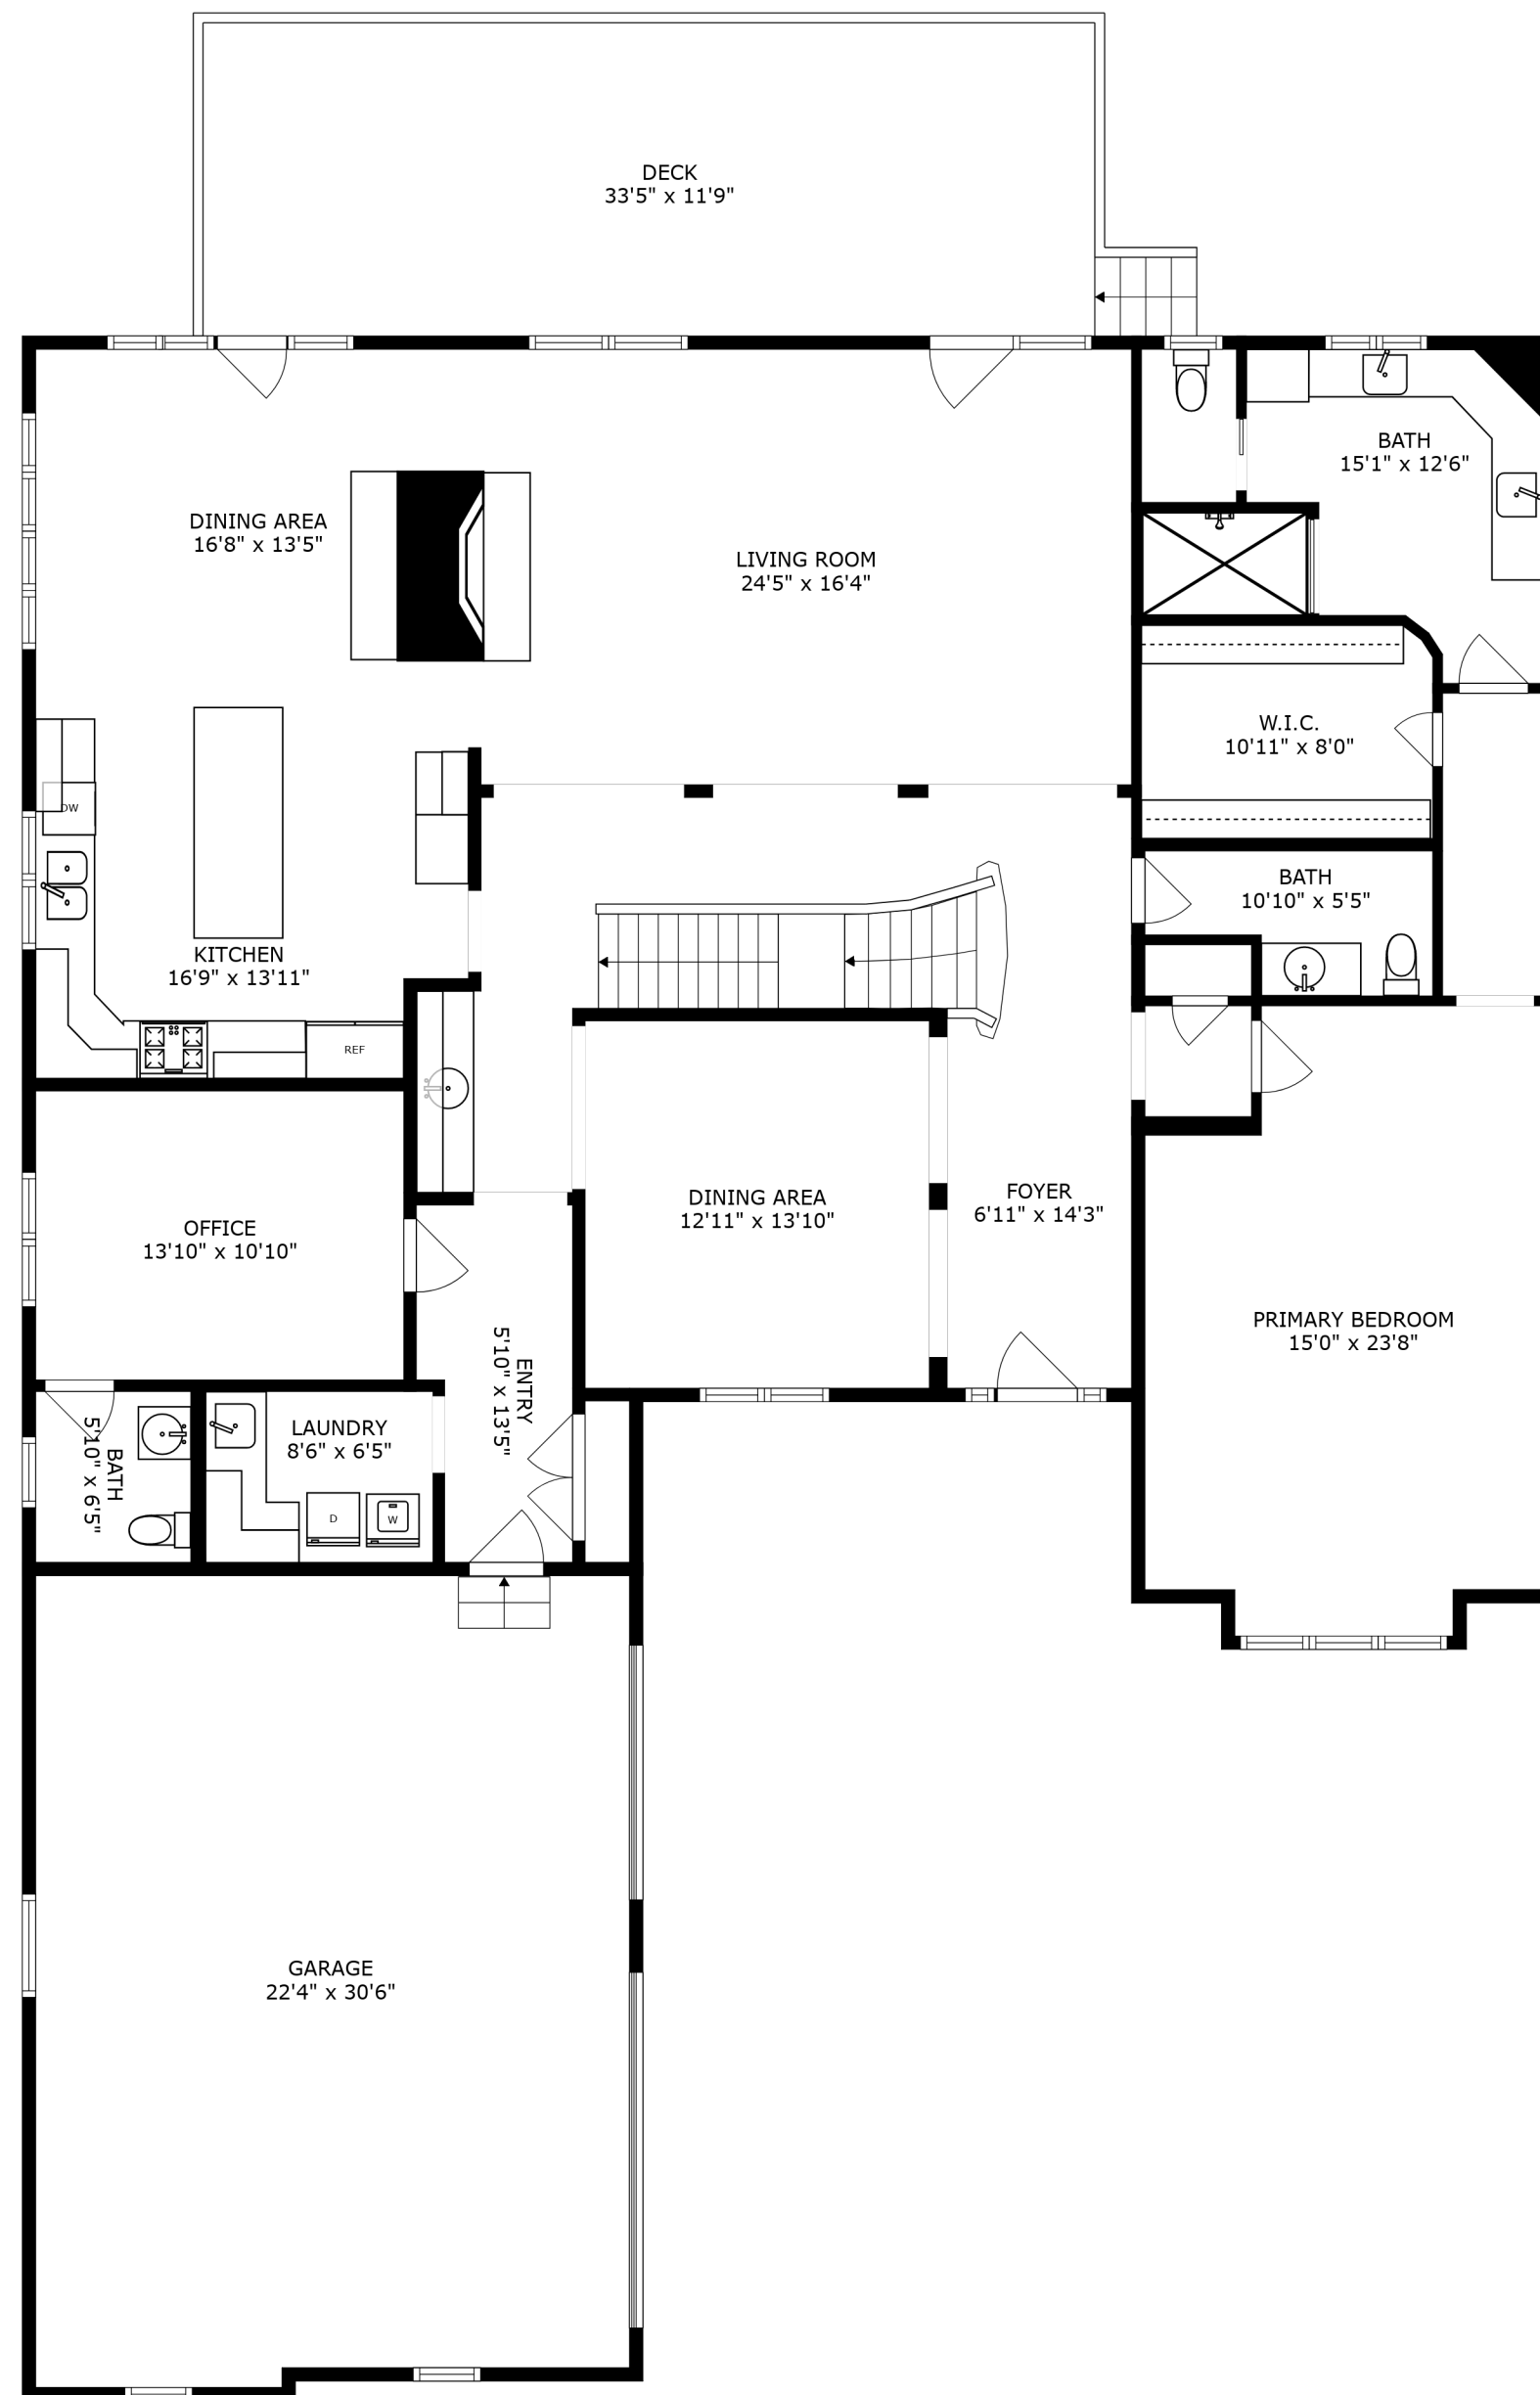 DECK
33'5" x 11'9"
BATH
15'1" x 12'6"
DINING AREA
16'8" x 13'5"
LIVING ROOM
24'5" x 16'4"
W.I.C.
10'11" x 8'0"
DW
BATH
10'10" x 5'5"
KITCHEN
16'9" x 13'11"
REF
DINING AREA
12'11" x 13'10"
FOYER
6'11" x 14'3"
OFFICE
13'10" x 10'10"
PRIMARY BEDROOM
15'0" x 23'8"
ENTRY
5'10" x 13'5"
LAUNDRY
8'6" x 6'5"
BATH
5'10" x 6'5"
D
W
GARAGE
22'4" x 30'6"